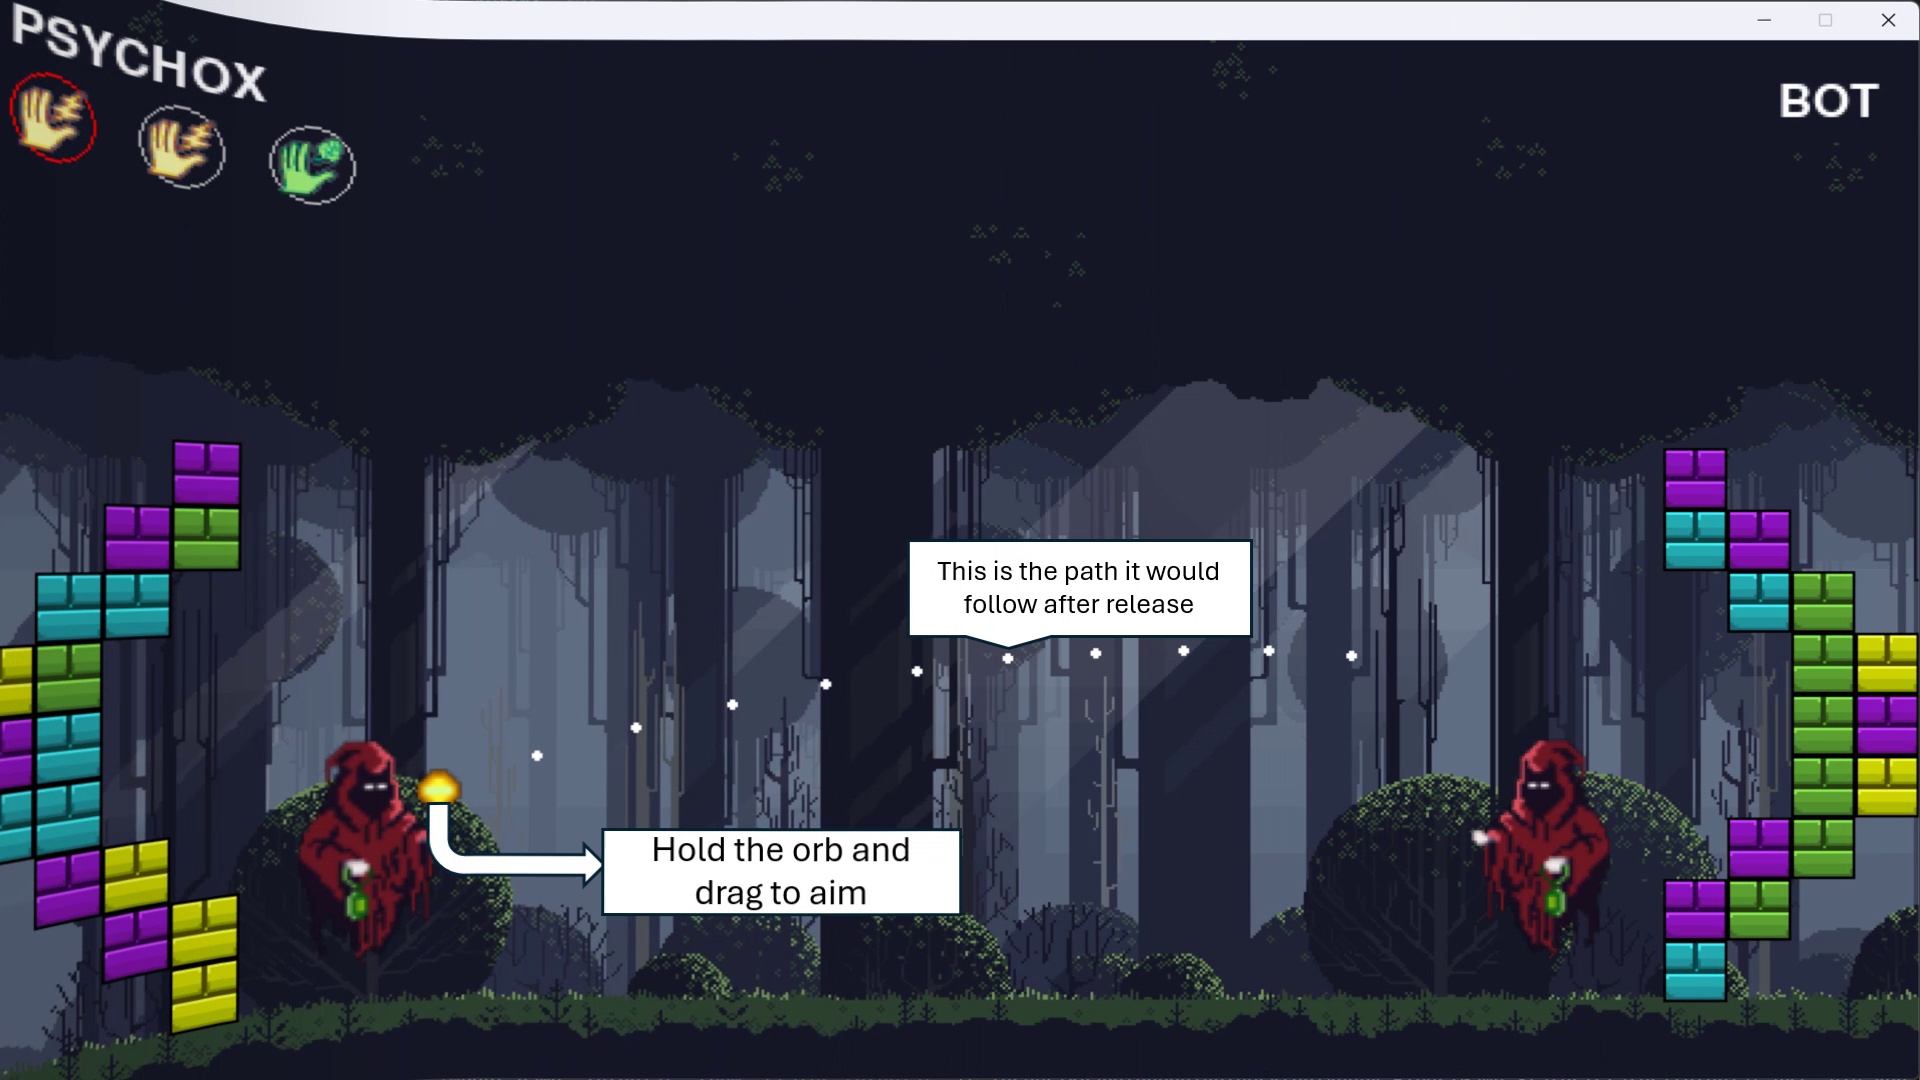 PSYCHOX
BOT
This is the path it would
follow after release
Hold the orb and
drag to aim